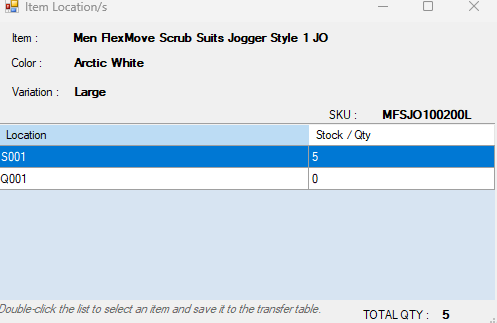 Item Location/s
Item : Men FlexMove Scrub Suits Jogger Style 1 JO
Color : Arctic White
Variation : Large
SKU : MFSJO100200L
Location Stock / Qty
S001 5
Q001 0
Double-click the list to select an item and save it to the transfer table.
TOTAL QTY : 5